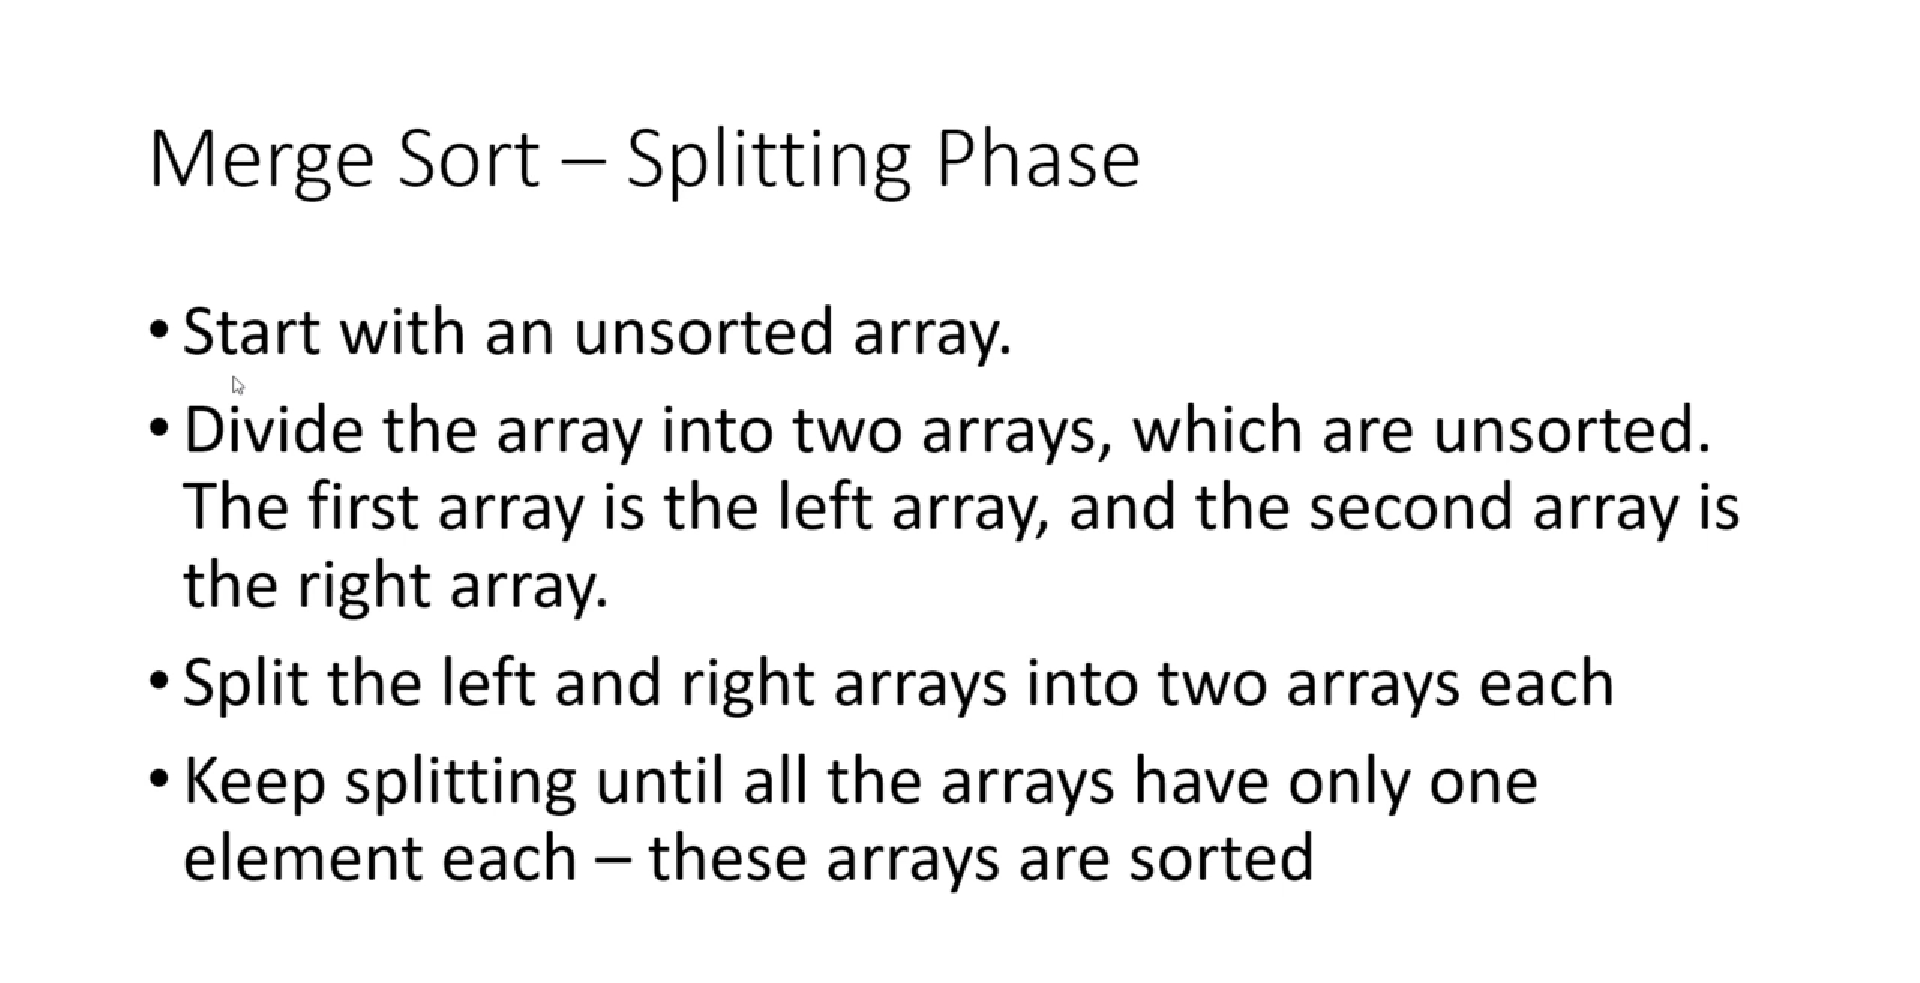 Merge Sort – Splitting Phase
• Start with an unsorted array.
• Divide the array into two arrays, which are unsorted.
The first array is the left array, and the second array is
the right array.
• Split the left and right arrays into two arrays each
• Keep splitting until all the arrays have only one
element each – these arrays are sorted